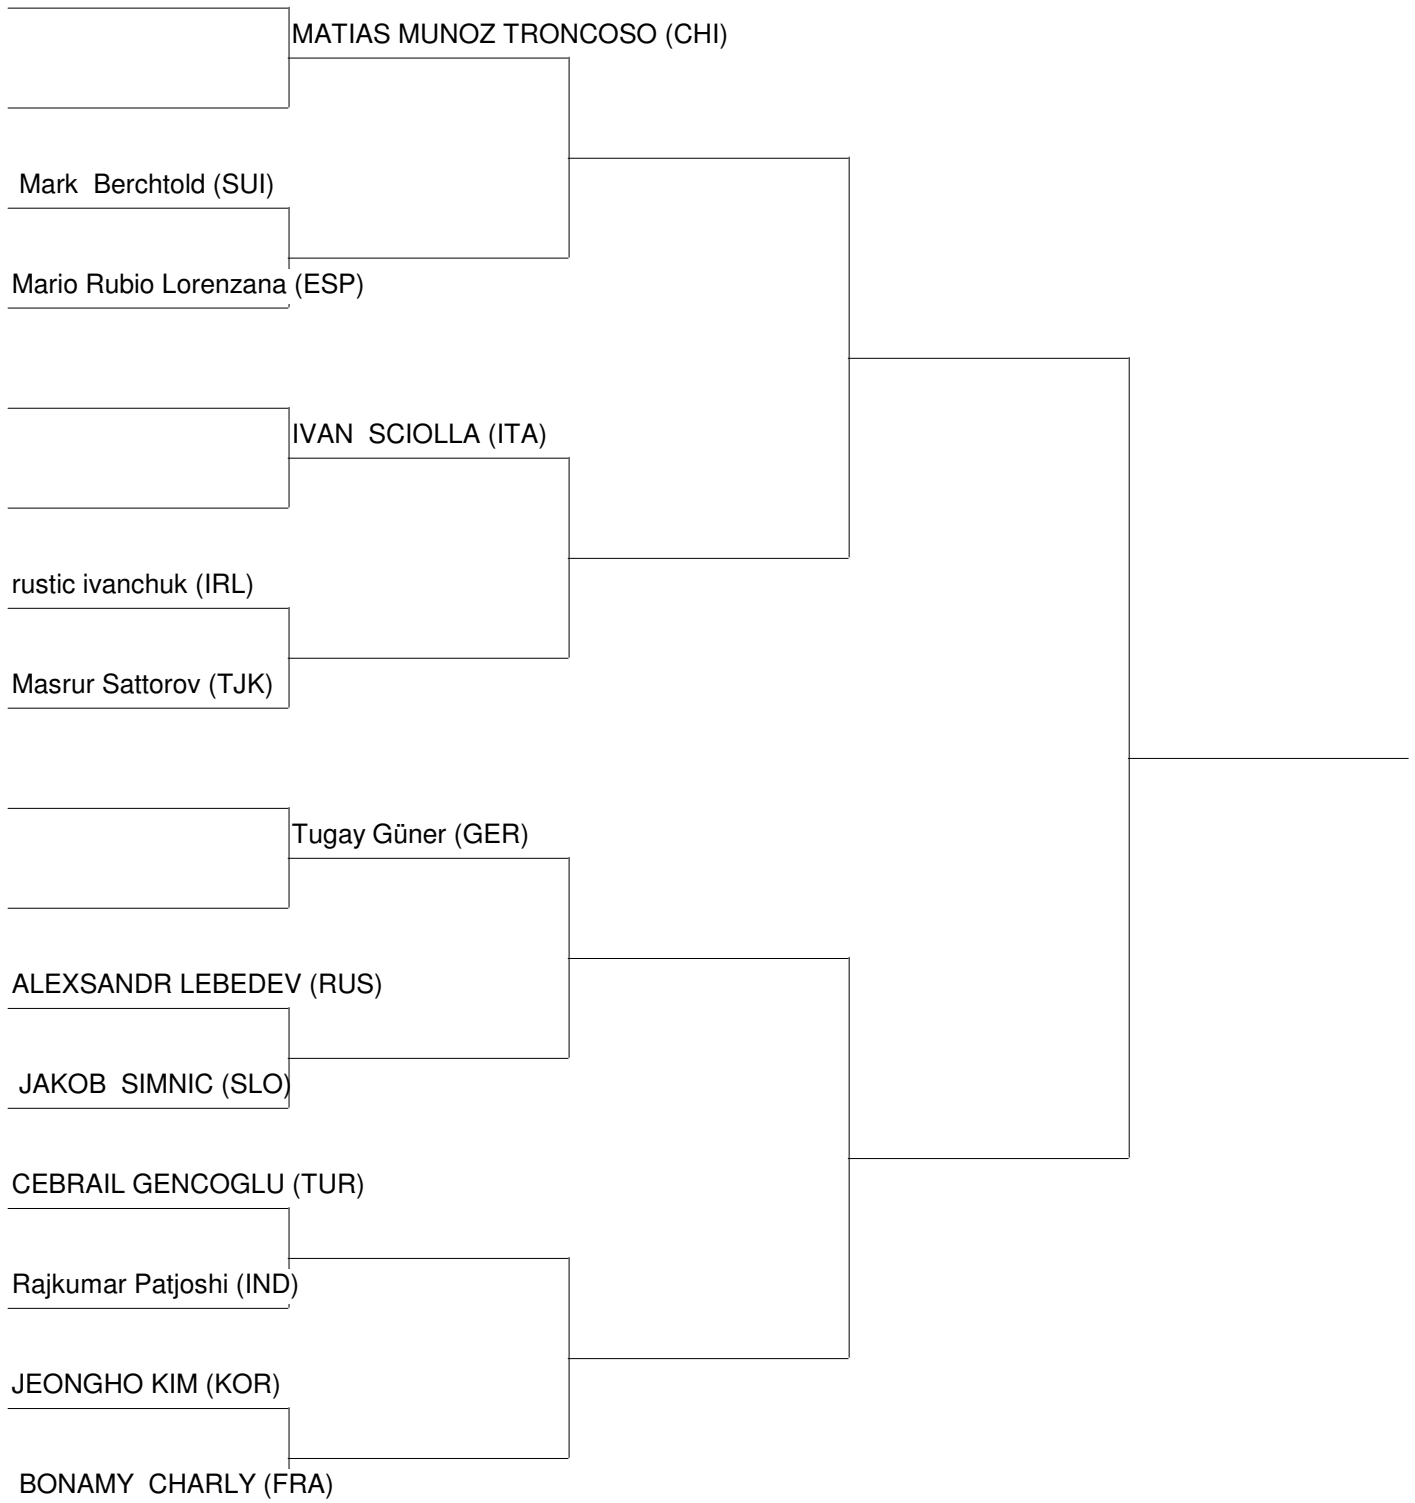 MATIAS MUNOZ TRONCOSO (CHI)
Mark  Berchtold (SUI)
Mario Rubio Lorenzana (ESP)
IVAN  SCIOLLA (ITA)
rustic ivanchuk (IRL)
Masrur Sattorov (TJK)
Tugay Güner (GER)
ALEXSANDR LEBEDEV (RUS)
JAKOB  SIMNIC (SLO)
CEBRAIL GENCOGLU (TUR)
Rajkumar Patjoshi (IND)
JEONGHO KIM (KOR)
BONAMY  CHARLY (FRA)